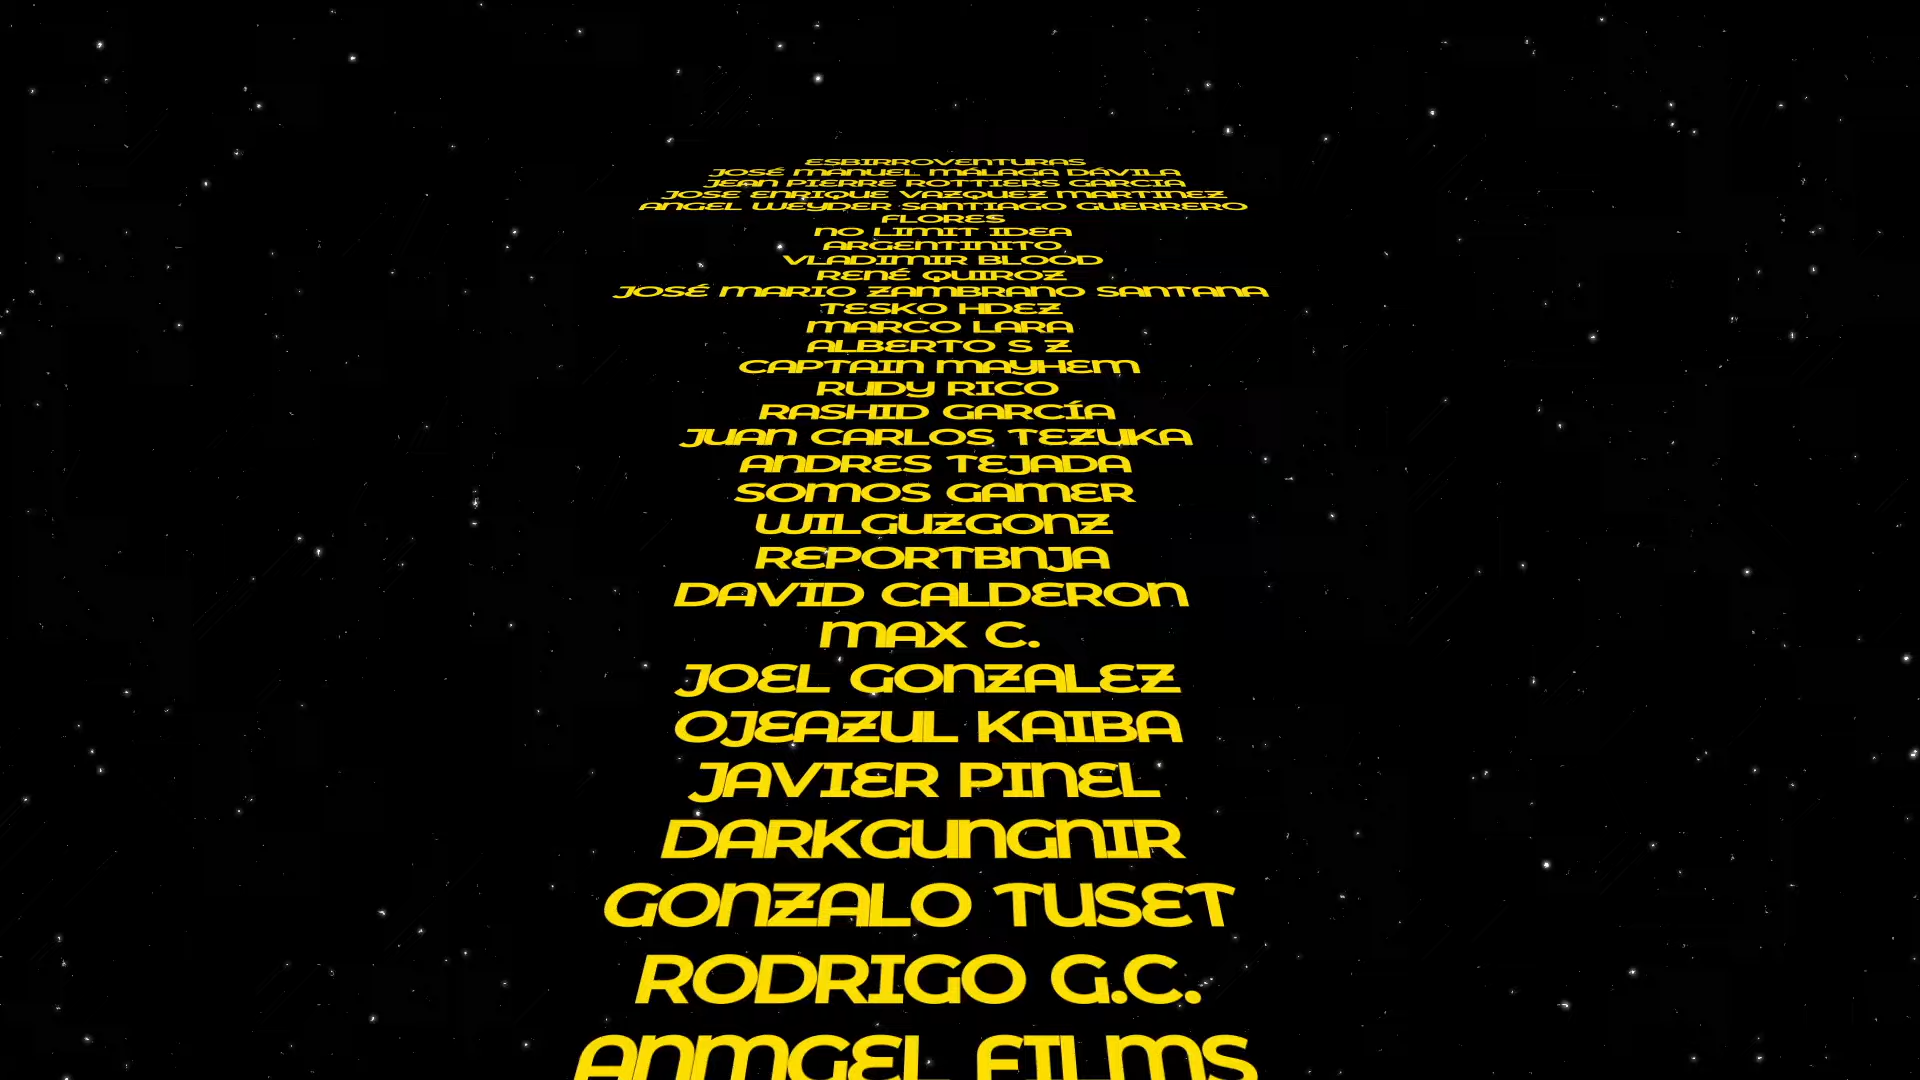 ESBIRROVENTURAS
JOSÉ MANUEL MÁLAGA DÁVILA
JEAN PIERRE ROTTIERS GARCIA
JOSE ENRIQUE VAZQUEZ MARTINEZ
ANGEL WEYDER SANTIAGO GUERRERO
FLORES
NO LIMIT IDEA
ARGENTINITO
VLADIMIR BLOOD
RENÉ QUIROZ
JOSÉ MARIO ZAMBRANO SANTANA
TESKO HDEZ
MARCO LARA
ALBERTO S Z
CAPTAIN MAYHEM
RUDY RICO
RASHID GARCÍA
JUAN CARLOS TEZUKA
ANDRES TEJADA
SOMOS GAMER
WILGUZGONZ
REPORTBNJA
DAVID CALDERON
MAX C.
JOEL GONZALEZ
OJEAZUL KAIBA
JAVIER PINEL
DARKGUNGNIR
GONZALO TUSET
RODRIGO G.C.
ANMGEL FILMS